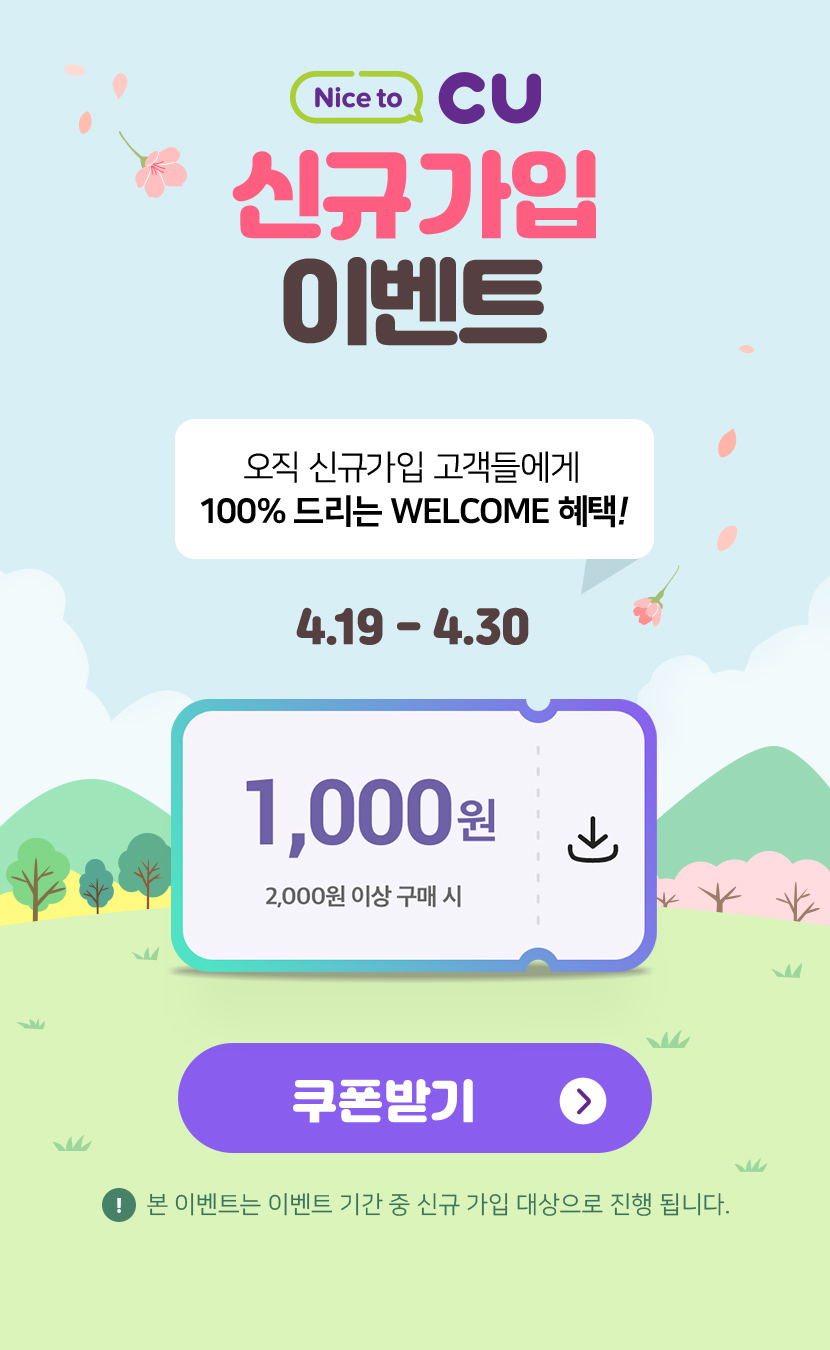 Nice to CU
신규가입
이벤트
오직 신규가입 고객들에게
100% 드리는 WELCOME 혜택!
4.19 - 4.30
1,000원
2,000원 이상 구매 시
쿠폰받기
! 본 이벤트는 이벤트 기간 중 신규 가입 대상으로 진행 됩니다.